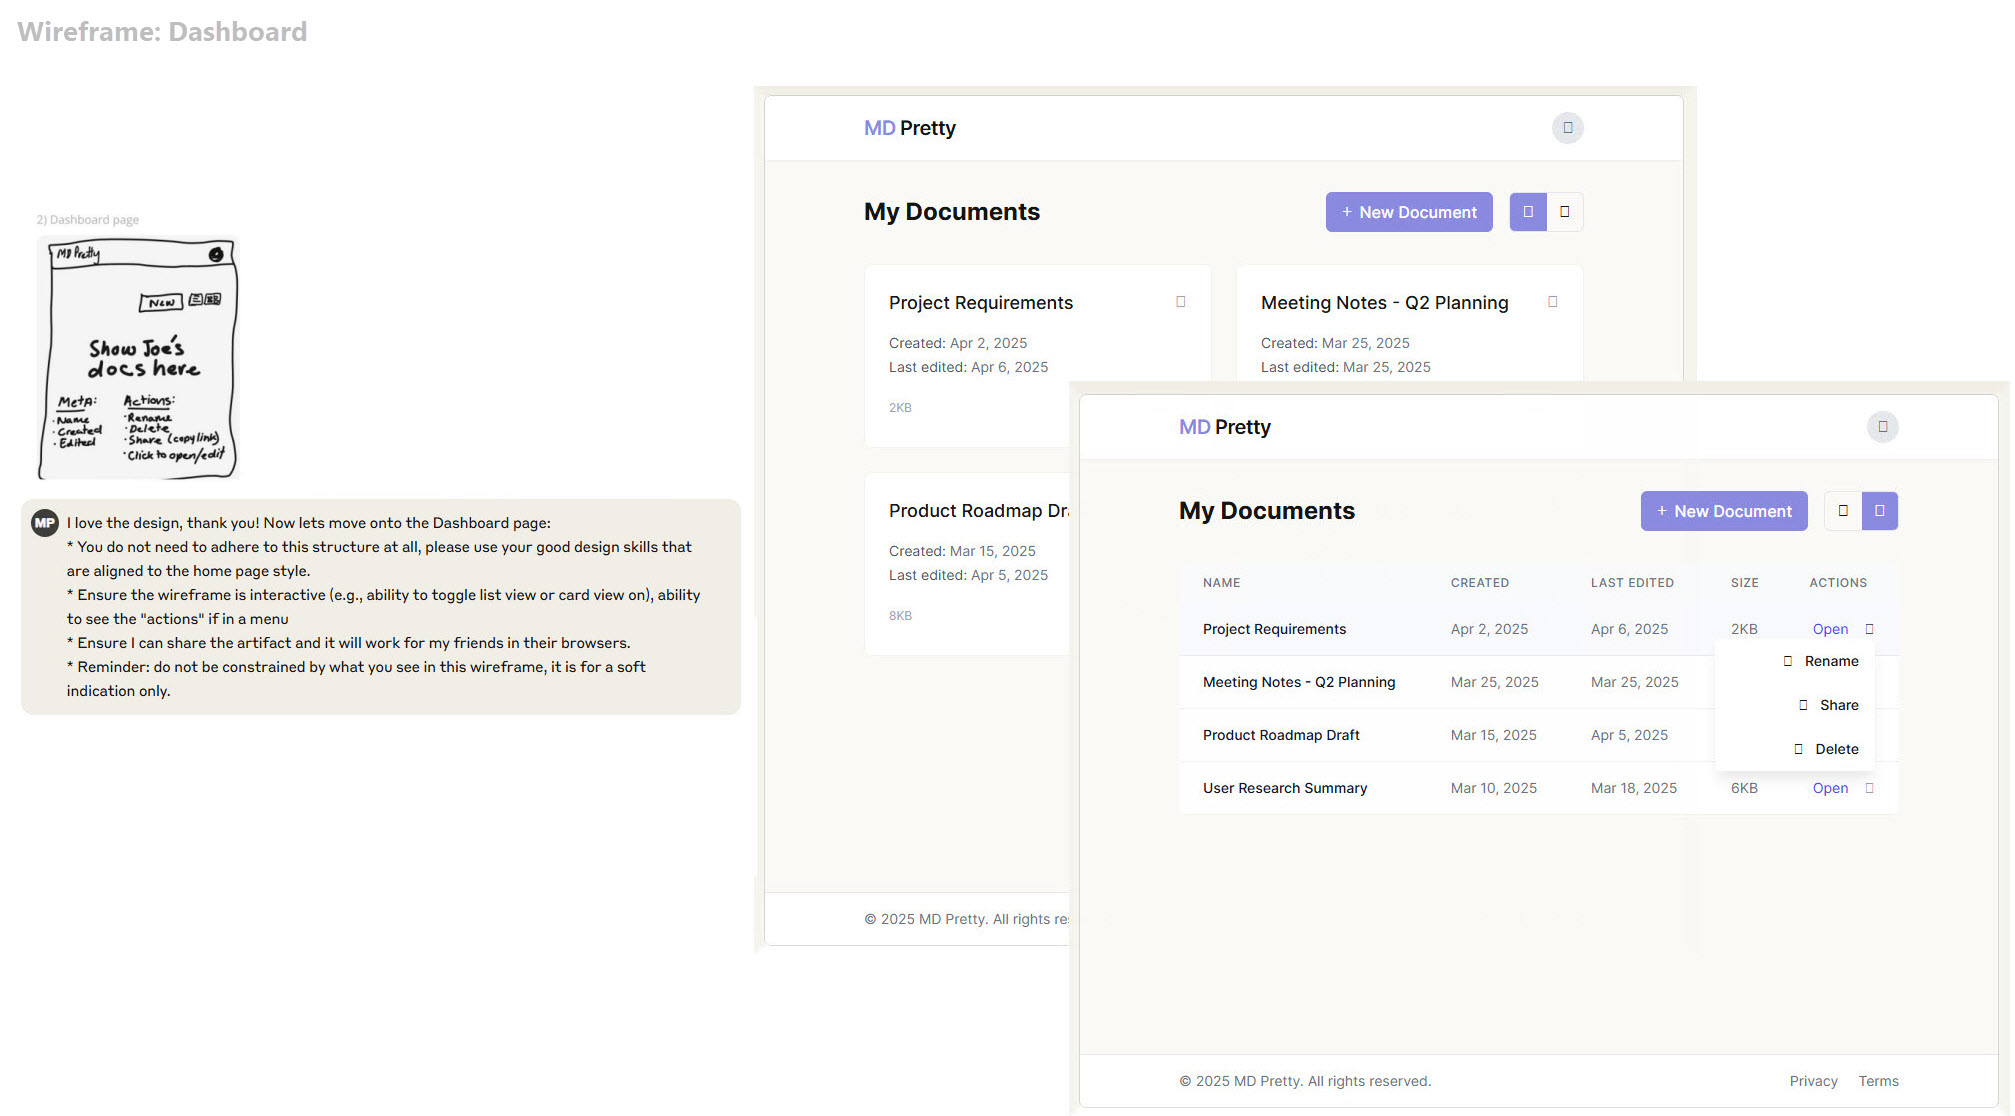 Wireframe: Dashboard
2) Dashboard page
MD Pretty
New
Show Joe's
docs here
Meta:
· Name
· Created
· Edited
Actions:
· Rename
· Delete
· Share (copy link)
· Click to open/edit
MP
I love the design, thank you! Now lets move onto the Dashboard page:
* You do not need to adhere to this structure at all, please use your good design skills that
are aligned to the home page style.
* Ensure the wireframe is interactive (e.g., ability to toggle list view or card view on), ability
to see the "actions" if in a menu
* Ensure I can share the artifact and it will work for my friends in their browsers.
* Reminder: do not be constrained by what you see in this wireframe, it is for a soft
indication only.
MD Pretty
My Documents
+ New Document
Project Requirements
Created: Apr 2, 2025
Last edited: Apr 6, 2025
2KB
Meeting Notes - Q2 Planning
Created: Mar 25, 2025
Last edited: Mar 25, 2025
Product Roadmap Dr
Created: Mar 15, 2025
Last edited: Apr 5, 2025
8KB
© 2025 MD Pretty. All rights re
MD Pretty
My Documents
+ New Document
NAME CREATED LAST EDITED SIZE ACTIONS
Project Requirements Apr 2, 2025 Apr 6, 2025 2KB Open
Rename
Meeting Notes - Q2 Planning Mar 25, 2025 Mar 25, 2025
Share
Product Roadmap Draft Mar 15, 2025 Apr 5, 2025
Delete
User Research Summary Mar 10, 2025 Mar 18, 2025 6KB Open
© 2025 MD Pretty. All rights reserved. Privacy Terms